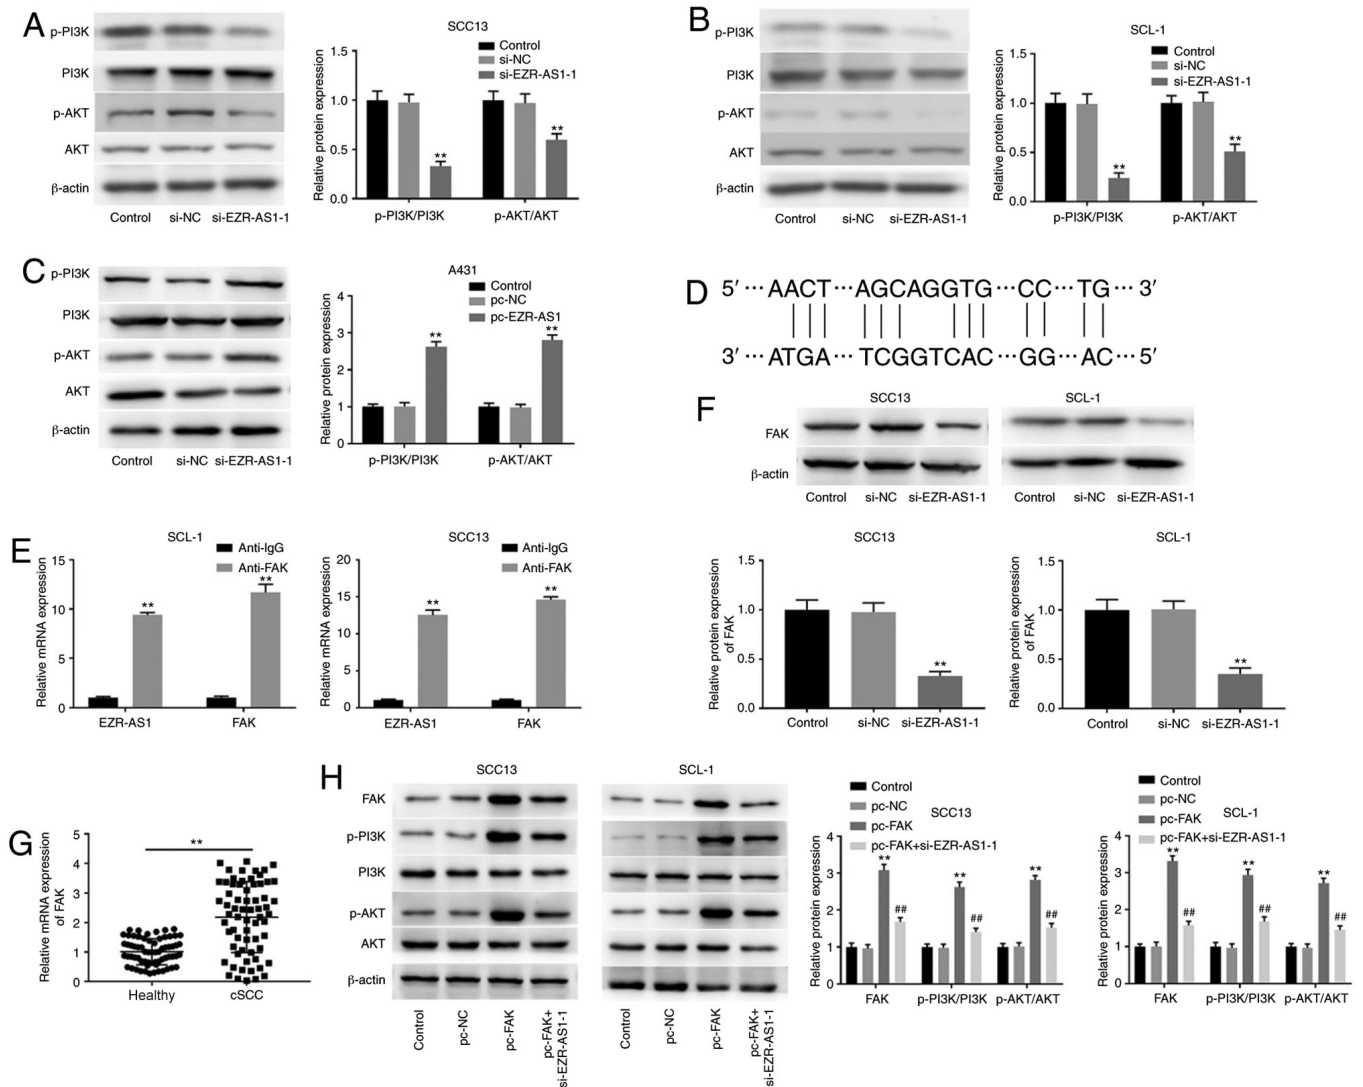 A
p-PI3K
PI3K
p-AKT
AKT
β-actin
Control si-NC si-EZR-AS1-1
SCC13
Control
si-NC
si-EZR-AS1-1
Relative protein expression
1.5
1.0
0.5
0.0
**
**
p-PI3K/PI3K p-AKT/AKT
B
p-PI3K
PI3K
p-AKT
AKT
β-actin
Control si-NC si-EZR-AS1-1
SCL-1
Control
si-NC
si-EZR-AS1-1
Relative protein expression
1.5
1.0
0.5
0.0
**
**
p-PI3K/PI3K p-AKT/AKT
C
p-PI3K
PI3K
p-AKT
AKT
β-actin
Control si-NC si-EZR-AS1-1
A431
Control
pc-NC
pc-EZR-AS1
Relative protein expression
4
3
2
1
0
**
**
p-PI3K/PI3K p-AKT/AKT
D
5′ ··· AACT ··· AGCAGGTG ··· CC ··· TG ··· 3′
3′ ··· ATGA ··· TCGGTCAC ··· GG ··· AC ··· 5′
E
SCL-1
Anti-IgG
Anti-FAK
Relative mRNA expression
15
10
5
0
**
**
EZR-AS1 FAK
SCC13
Anti-IgG
Anti-FAK
Relative mRNA expression
20
15
10
5
0
**
**
EZR-AS1 FAK
F
SCC13 SCL-1
FAK
β-actin
Control si-NC si-EZR-AS1-1 Control si-NC si-EZR-AS1-1
SCC13
Relative protein expression
of FAK
1.5
1.0
0.5
0.0
**
Control si-NC si-EZR-AS1-1
SCL-1
Relative protein expression
of FAK
1.5
1.0
0.5
0.0
**
Control si-NC si-EZR-AS1-1
G
Relative mRNA expression
of FAK
5
4
3
2
1
0
**
Healthy cSCC
H
SCC13 SCL-1
FAK
p-PI3K
PI3K
p-AKT
AKT
β-actin
Control
pc-NC
pc-FAK
pc-FAK+
si-EZR-AS1-1
Control
pc-NC
pc-FAK
pc-FAK+
si-EZR-AS1-1
Control
pc-NC
pc-FAK
pc-FAK+si-EZR-AS1-1
SCC13
Relative protein expression
4
3
2
1
0
** ## ** ## ** ##
FAK p-PI3K/PI3K p-AKT/AKT
Control
pc-NC
pc-FAK
pc-FAK+si-EZR-AS1-1
SCL-1
Relative protein expression
4
3
2
1
0
** ## ** ## ** ##
FAK p-PI3K/PI3K p-AKT/AKT